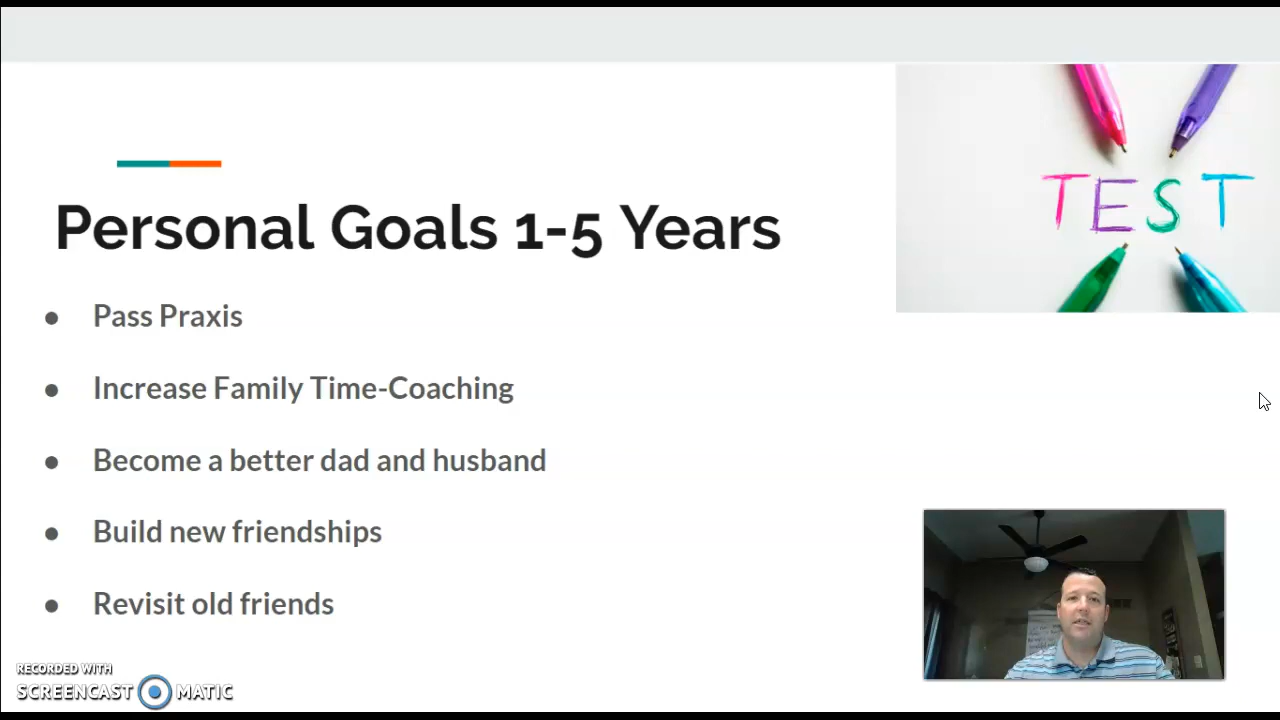 TEST
Personal Goals 1-5 Years
● Pass Praxis
● Increase Family Time-Coaching
● Become a better dad and husband
● Build new friendships
● Revisit old friends
RECORDED WITH
SCREENCAST MATIC